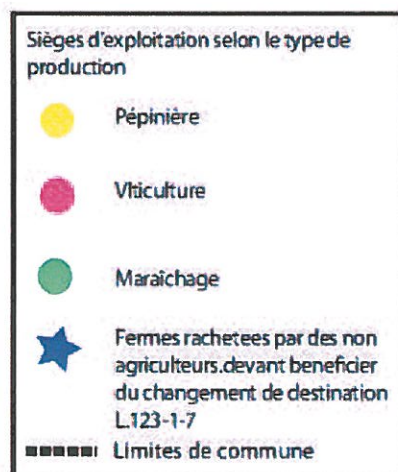 Sièges d'exploitation selon le type de
production
Pépinière
Viticulture
Maraîchage
Fermes rachetees par des non
agriculteurs.devant beneficier
du changement de destination
L.123-1-7
Limites de commune